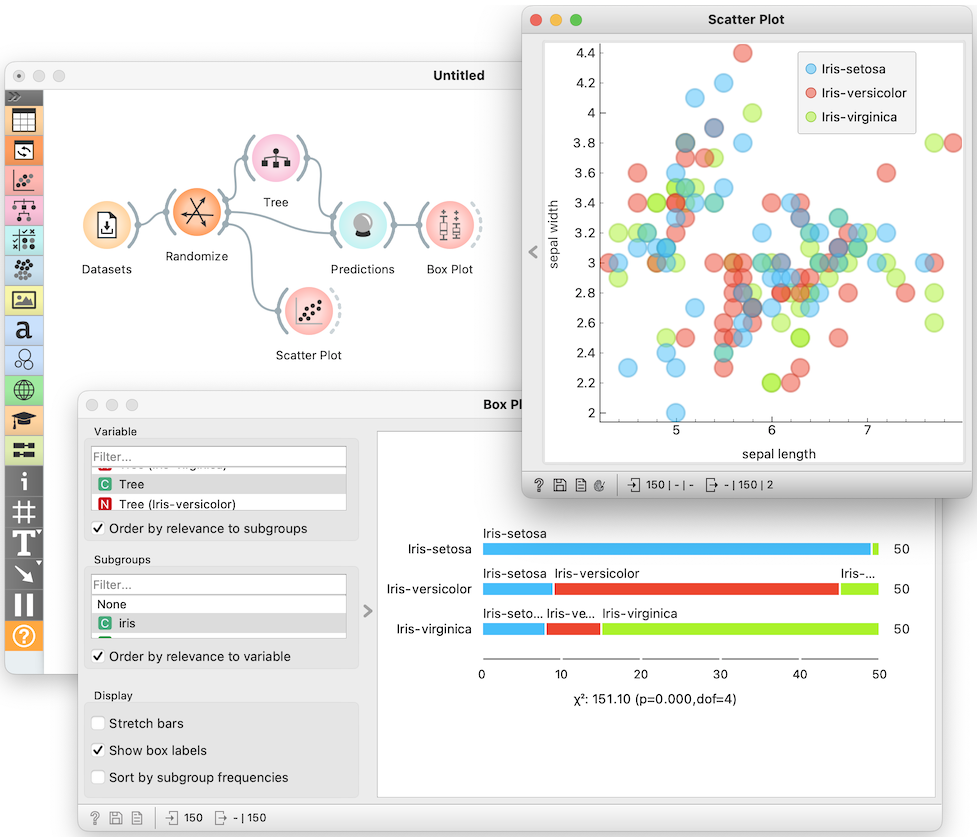 Untitled
a
i
T
?
Datasets
Randomize
Tree
Predictions
Box Plot
Scatter Plot
Scatter Plot
4.4
4.2
4
3.8
3.6
3.4
3.2
3
2.8
2.6
2.4
2.2
2
sepal width
5
6
7
sepal length
Iris-setosa
Iris-versicolor
Iris-virginica
? 150 | - | - - | 150 | 2
Box Pl
Variable
Filter...
C Tree
N Tree (Iris-versicolor)
Order by relevance to subgroups
Subgroups
Filter...
None
C iris
Order by relevance to variable
Display
Stretch bars
Show box labels
Sort by subgroup frequencies
Iris-setosa
Iris-setosa 50
Iris-setosa Iris-versicolor Iris-...
Iris-versicolor 50
Iris-seto... Iris-ve... Iris-virginica
Iris-virginica 50
0 10 20 30 40 50
χ²: 151.10 (p=0.000,dof=4)
? 150 - | 150